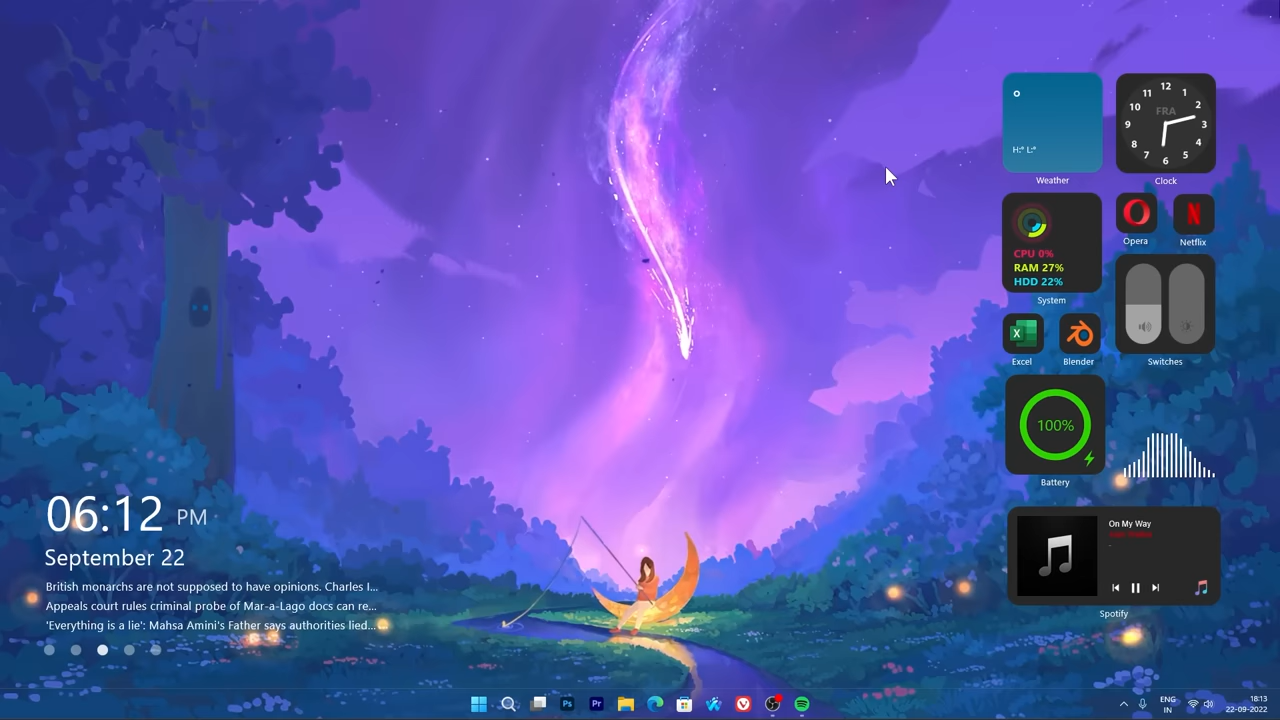 H:° L:°
Weather
12
11 1
10 FRA 2
9 3
8 4
7 5
6
Clock
CPU 0%
RAM 27%
HDD 22%
System
Opera
Netflix
Excel
Blender
Switches
100%
Battery
06:12 PM
September 22
British monarchs are not supposed to have opinions. Charles I...
Appeals court rules criminal probe of Mar-a-Lago docs can re...
'Everything is a lie': Mahsa Amini's Father says authorities lied...
On My Way
Spotify
Ps
Pr
ENG
IN
18:13
22-09-2022